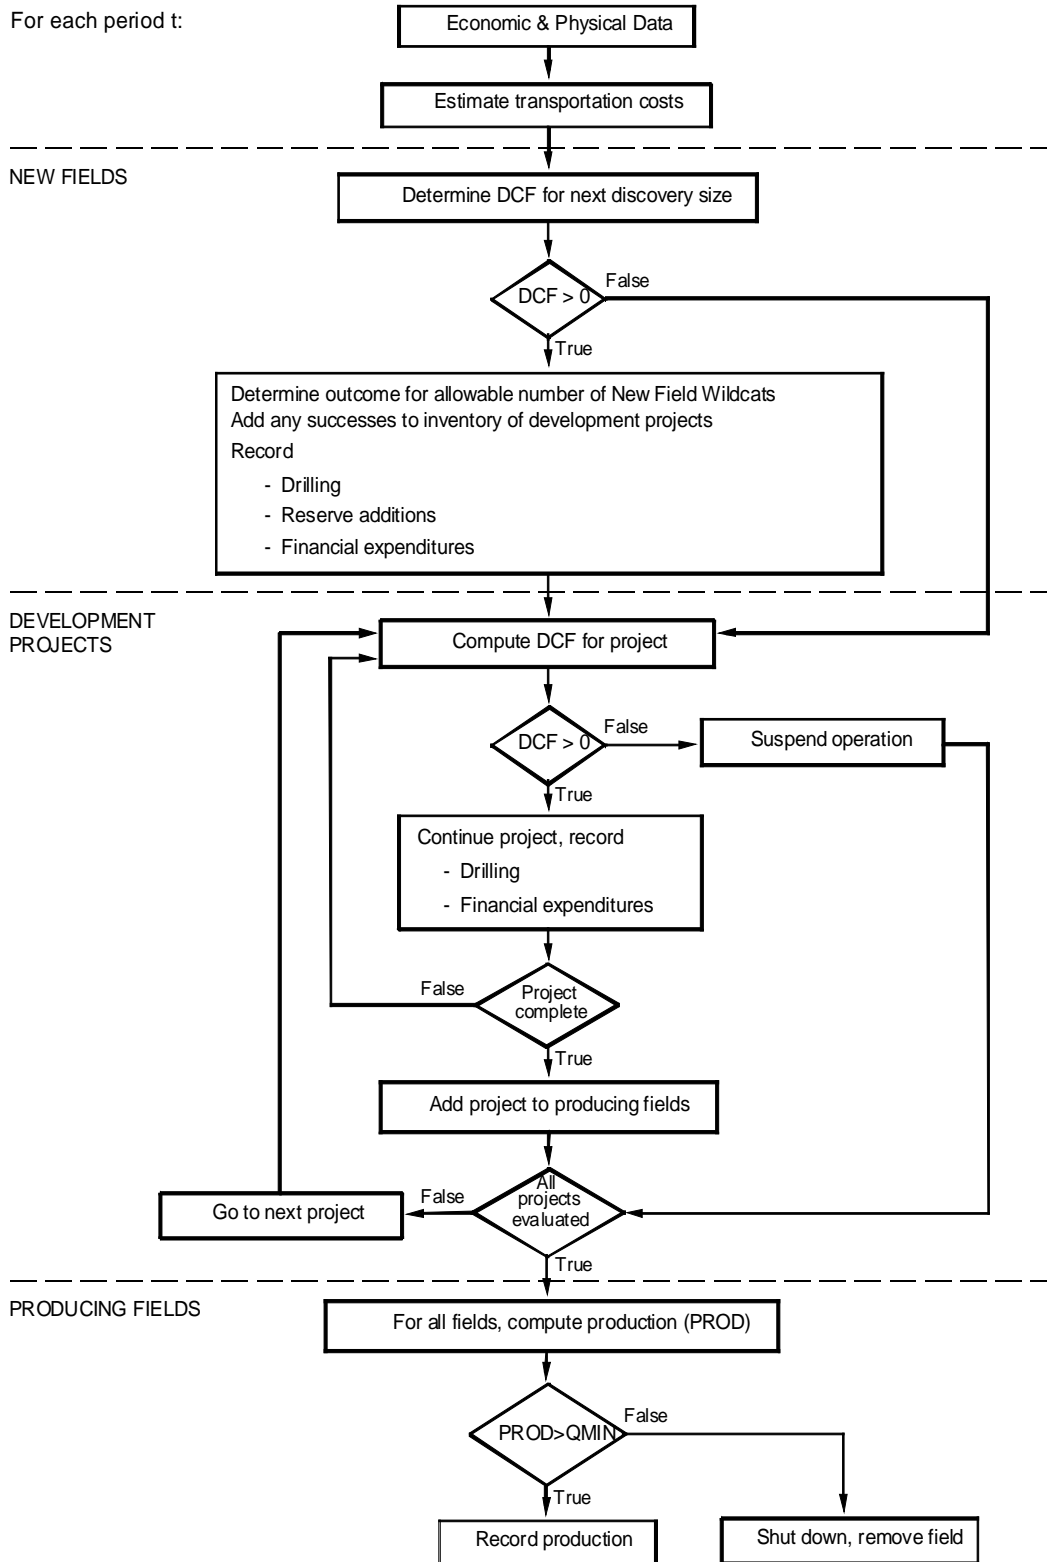 For each period t:
Economic & Physical Data
Estimate transportation costs
NEW FIELDS
Determine DCF for next discovery size
DCF > 0
False
True
Determine outcome for allowable number of New Field Wildcats
Add any successes to inventory of development projects
Record
- Drilling
- Reserve additions
- Financial expenditures
DEVELOPMENT
PROJECTS
Compute DCF for project
DCF > 0
False
Suspend operation
True
Continue project, record
- Drilling
- Financial expenditures
False
Project
complete
True
Add project to producing fields
Go to next project
False
All
projects
evaluated
True
PRODUCING FIELDS
For all fields, compute production (PROD)
PROD>QMIN
False
True
Record production
Shut down, remove field